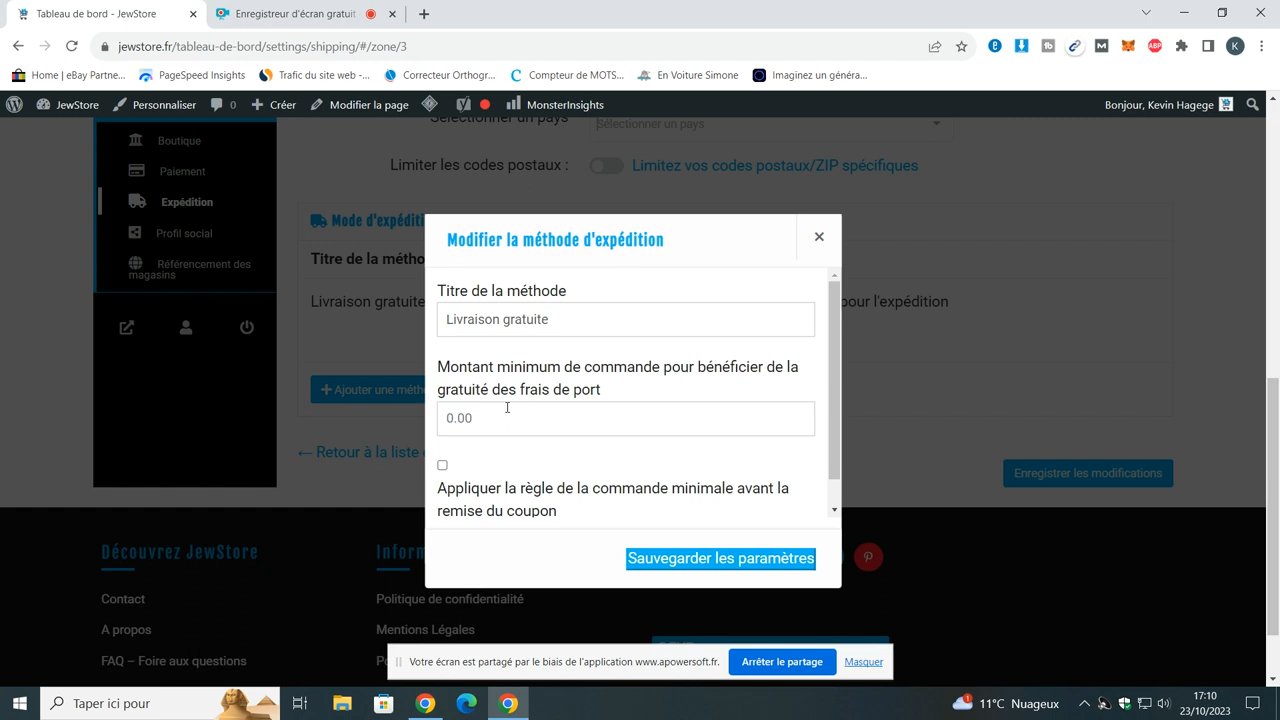 Tableau de bord - JewStore
Enregistreur d'écran gratuit
jewstore.fr/tableau-de-bord/settings/shipping/#/zone/3
Home | eBay Partne...
PageSpeed Insights
Trafic du site web -...
Correcteur Orthogr...
Compteur de MOTS...
En Voiture Simone
Imaginez un généra...
JewStore
Personnaliser
0
Créer
Modifier la page
MonsterInsights
Bonjour, Kevin Hagege
Boutique
Paiement
Expédition
Profil social
Référencement des
magasins
Sélectionner un pays
Sélectionner un pays
Limiter les codes postaux :
Limitez vos codes postaux/ZIP spécifiques
Mode d'expéditi
Titre de la métho
Livraison gratuite
pour l'expédition
Ajouter une métho
← Retour à la liste
Enregistrer les modifications
Modifier la méthode d'expédition
Titre de la méthode
Livraison gratuite
Montant minimum de commande pour bénéficier de la
gratuité des frais de port
0.00
Appliquer la règle de la commande minimale avant la
remise du coupon
Sauvegarder les paramètres
Découvrez JewStore
Inform
Contact
A propos
FAQ – Foire aux questions
Politique de confidentialité
Mentions Légales
Votre écran est partagé par le biais de l'application www.apowersoft.fr.
Arrêter le partage
Masquer
Taper ici pour
1
11°C Nuageux
17:10
23/10/2023